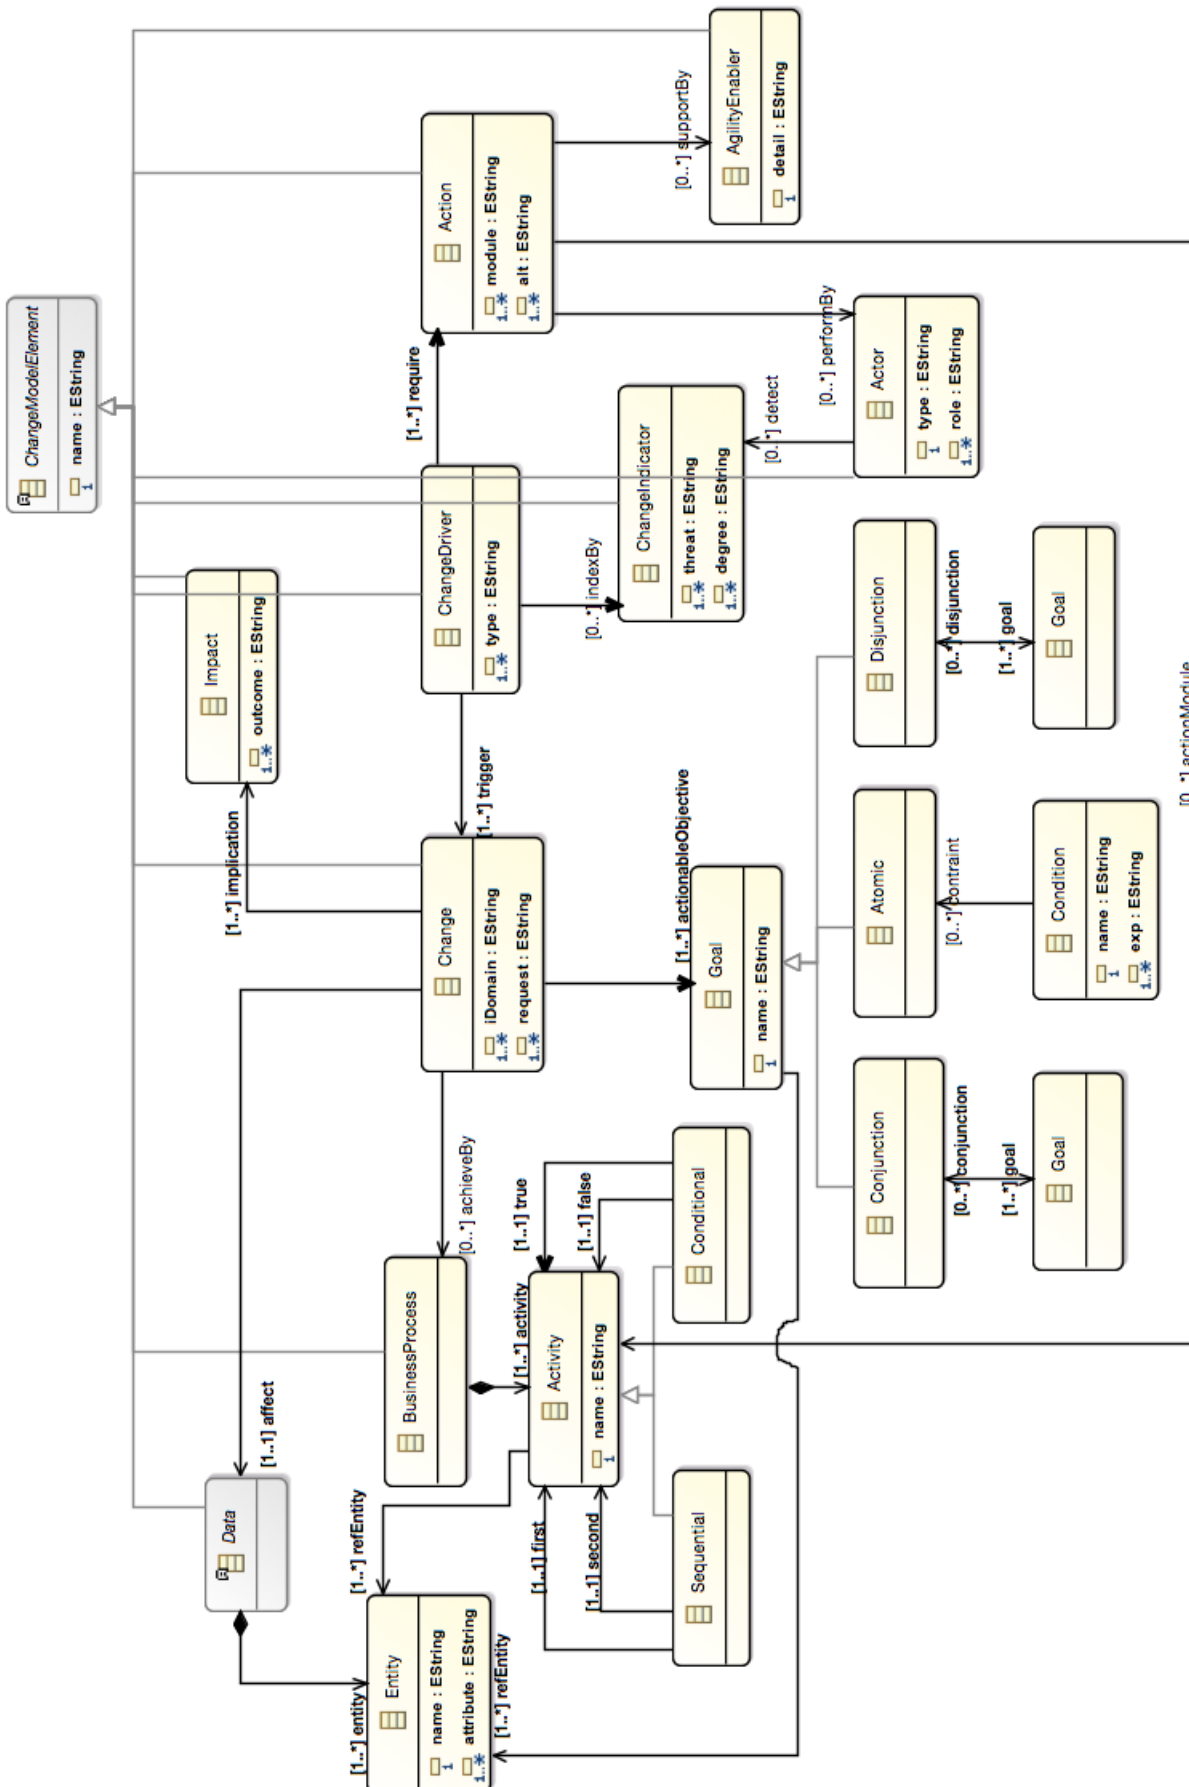 ChangeModelElement
1 name : EString
Data
Impact
1..* outcome : EString
[1..1] affect
[1..*] implication
[1..*] entity
[1..*] refEntity
Entity
1 name : EString
1..* attribute : EString
[1..*] refEntity
BusinessProcess
[0..*] achieveBy
Change
1..* iDomain : EString
1..* request : EString
[1..*] trigger
ChangeDriver
1..* type : EString
[1..*] require
Action
1..* module : EString
1..* alt : EString
[1..*] activity
[1..1] true
[1..1] first
Activity
1 name : EString
[1..1] second
[1..1] false
[0..*] indexBy
ChangeIndicator
1..* threat : EString
1..* degree : EString
[0..*] supportBy
[1..*] actionableObjective
Sequential
Conditional
Goal
1 name : EString
AgilityEnabler
1 detail : EString
[0..*] detect
[0..*] performBy
Conjunction
Atomic
Disjunction
Actor
1 type : EString
1..* role : EString
[0..*] conjunction
[0..*] contraint
[0..*] disjunction
[1..*] goal
[1..*] goal
Goal
Condition
1 name : EString
1..* exp : EString
Goal
[0..*] actionModule